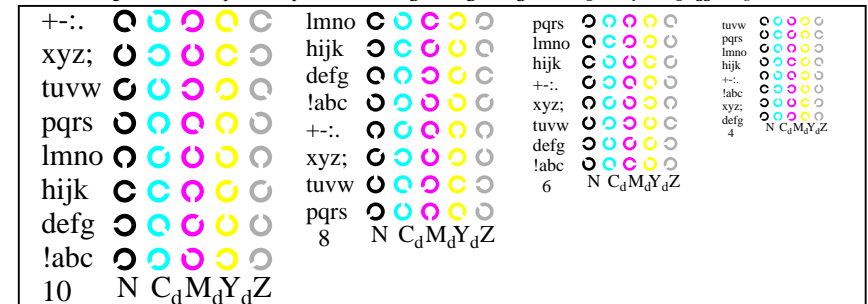 +-:.
xyz;
tuvw
pqrs
lmno
hijk
defg
!abc
10 N CdMdYdZ
lmno
hijk
defg
!abc
+-:.
xyz;
tuvw
pqrs
8 N CdMdYdZ
pqrs
lmno
hijk
+-:.
xyz;
tuvw
defg
!abc
6 N CdMdYdZ
tuvw
pqrs
lmno
hijk
+-:.
!abc
xyz;
defg
4 N CdMdYdZ